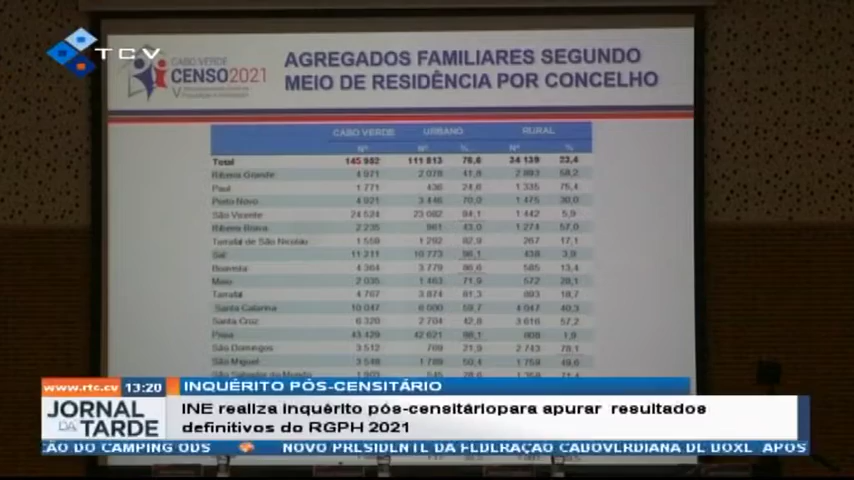 TCV
CABO VERDE
CENSO2021
AGREGADOS FAMILIARES SEGUNDO
MEIO DE RESIDÊNCIA POR CONCELHO
CABO VERDE URBANO RURAL
Nº Nº % Nº %
Total 145 952 111 813 76,6 34 139 23,4
Ribeira Grande 4 971 2 078 41,8 2 893 58,2
Paul 1 771 436 24,6 1 335 75,4
Porto Novo 4 921 3 446 70,0 1 475 30,0
São Vicente 24 524 23 082 94,1 1 442 5,9
Ribeira Brava 2 235 961 43,0 1 274 57,0
Tarrafal de São Nicolau 1 559 1 292 82,9 267 17,1
Sal 11 211 10 773 96,1 438 3,9
Boavista 4 364 3 779 86,6 585 13,4
Maio 2 035 1 463 71,9 572 28,1
Tarrafal 4 767 3 874 81,3 893 18,7
Santa Catarina 10 047 6 000 59,7 4 047 40,3
Santa Cruz 6 320 2 704 42,8 3 616 57,2
Praia 43 429 42 621 98,1 808 1,9
São Domingos 3 512 769 21,9 2 743 78,1
São Miguel 3 548 1 789 50,4 1 759 49,6
www.rtc.cv 13:20 INQUÉRITO PÓS-CENSITÁRIO
JORNAL DA TARDE
INE realiza inquérito pós-censitáriopara apurar resultados
definitivos do RGPH 2021
ÇÃO DO CAMPING ODS NOVO PRESIDENTE DA FEDERAÇÃO CABOVERDIANA DE BOXE APÓS